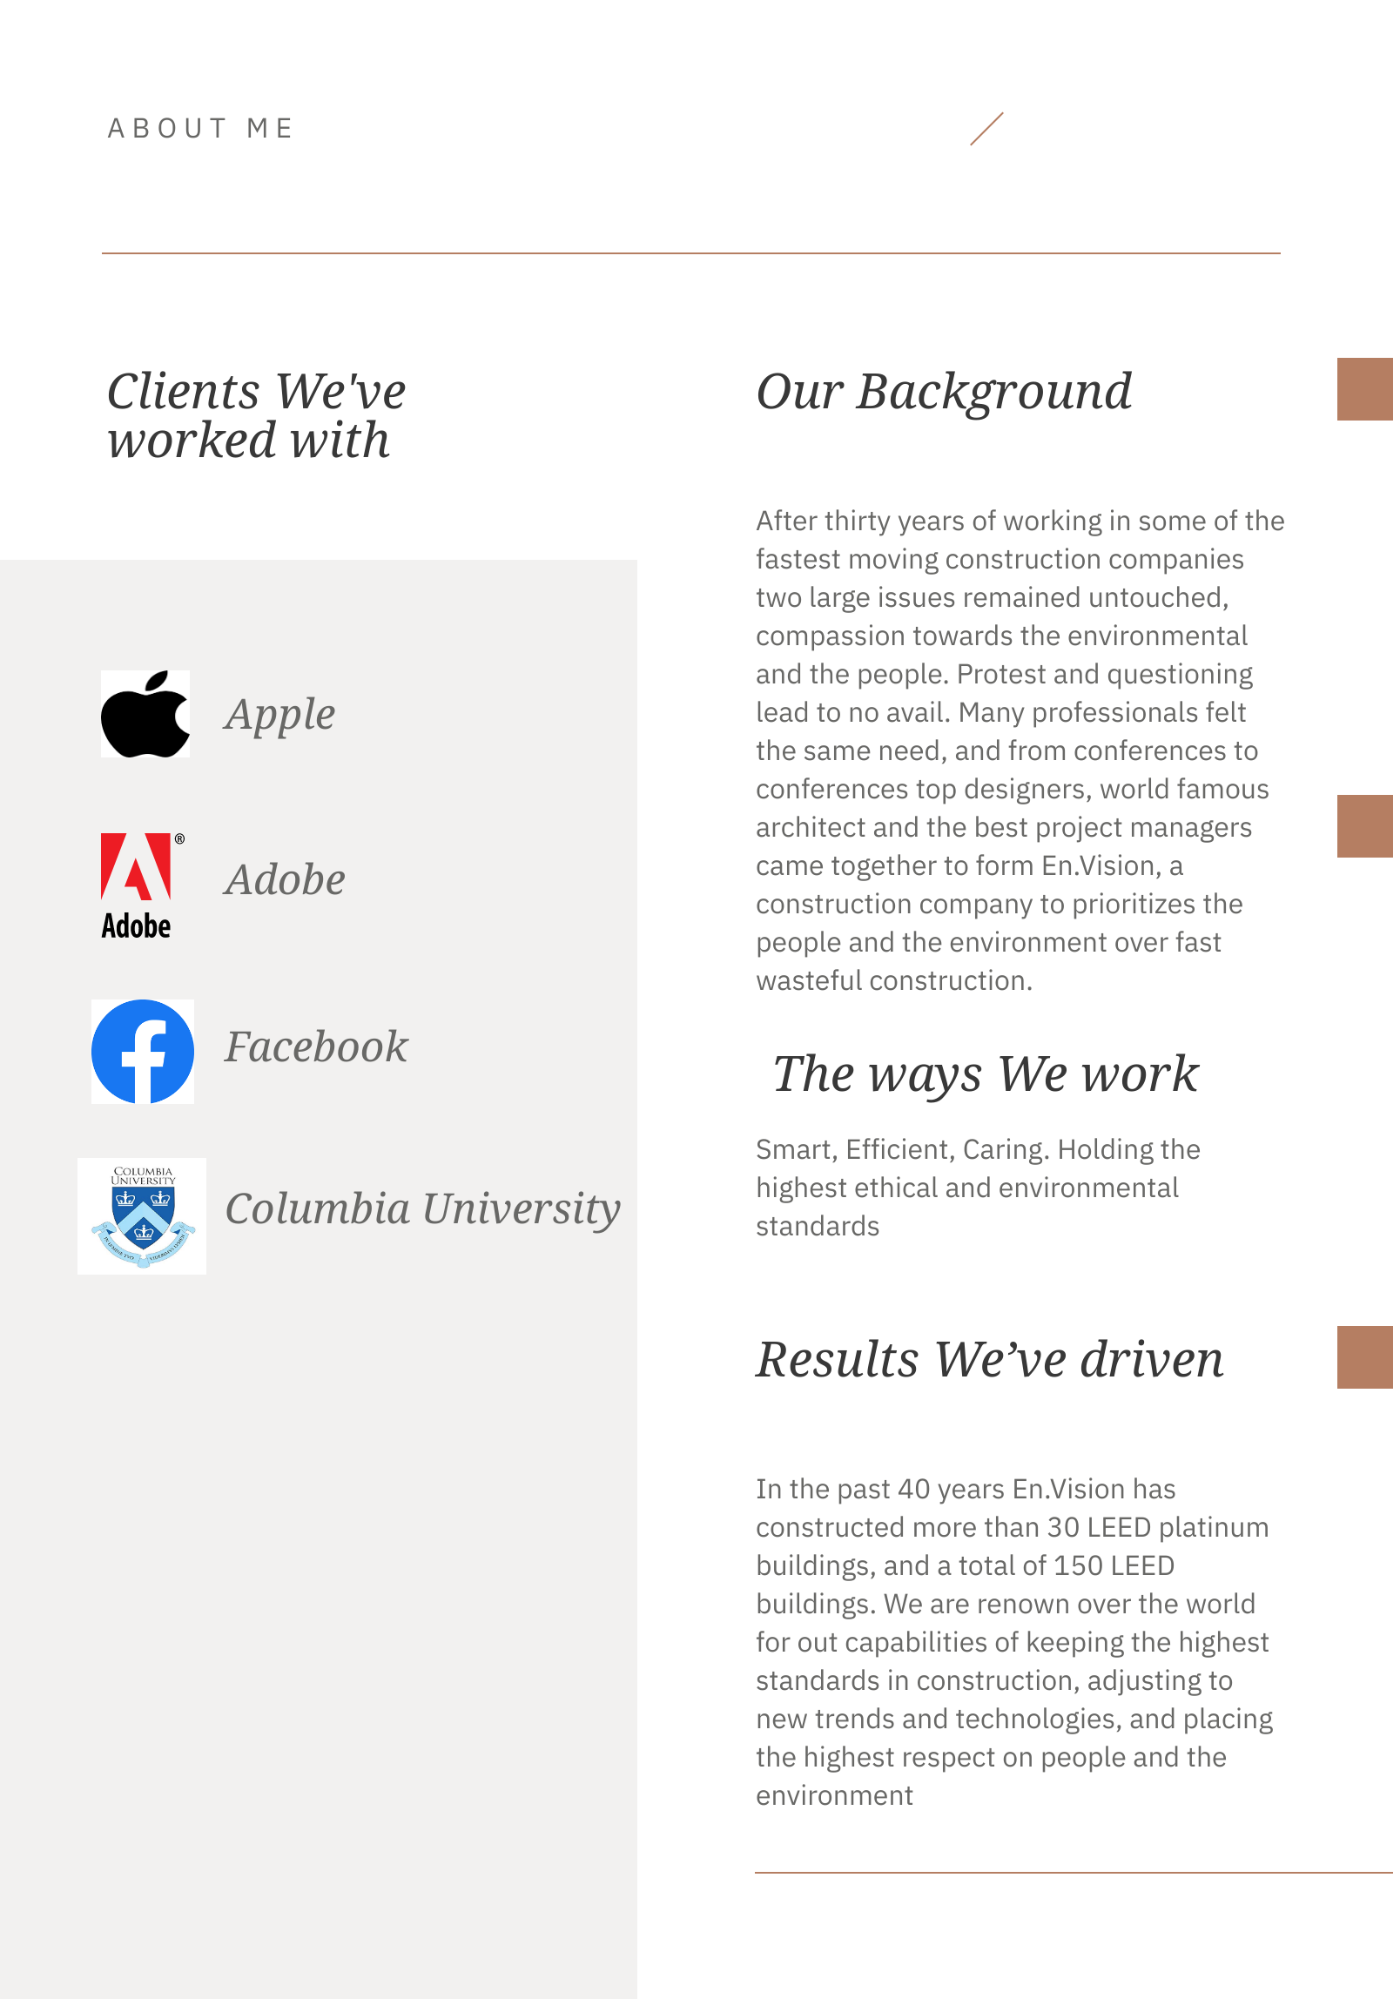 ABOUT ME
Clients We've
worked with
Apple
®
Adobe
Adobe
Facebook
COLUMBIA
UNIVERSITY
Columbia University
Our Background
After thirty years of working in some of the
fastest moving construction companies
two large issues remained untouched,
compassion towards the environmental
and the people. Protest and questioning
lead to no avail. Many professionals felt
the same need, and from conferences to
conferences top designers, world famous
architect and the best project managers
came together to form En.Vision, a
construction company to prioritizes the
people and the environment over fast
wasteful construction.
The ways We work
Smart, Efficient, Caring. Holding the
highest ethical and environmental
standards
Results We’ve driven
In the past 40 years En.Vision has
constructed more than 30 LEED platinum
buildings, and a total of 150 LEED
buildings. We are renown over the world
for out capabilities of keeping the highest
standards in construction, adjusting to
new trends and technologies, and placing
the highest respect on people and the
environment